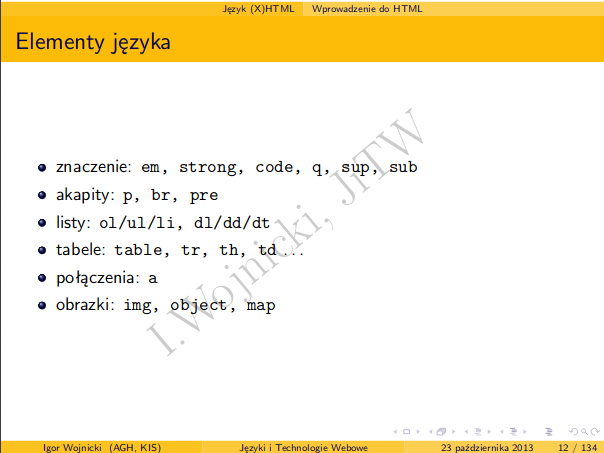 Język (X)HTML Wprowadzenie do HTML
Elementy języka
znaczenie: em, strong, code, q, sup, sub
akapity: p, br, pre
listy: ol/ul/li, dl/dd/dt
tabele: table, tr, th, td...
połączenia: a
obrazki: img, object, map
I.Wojnicki, JiTW
Igor Wojnicki (AGH, KIS) Języki i Technologie Webowe 23 października 2013 12 / 134